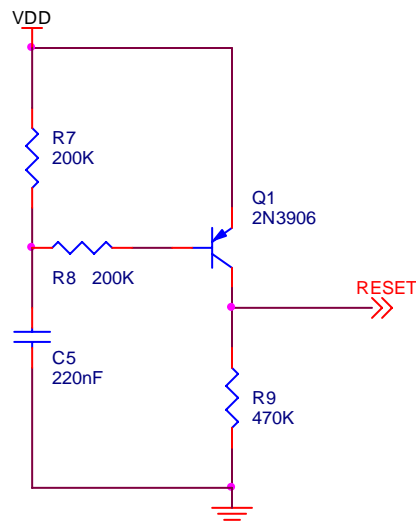 VDD
R7
200K
Q1
2N3906
R8 200K
RESET
C5
220nF
R9
470K